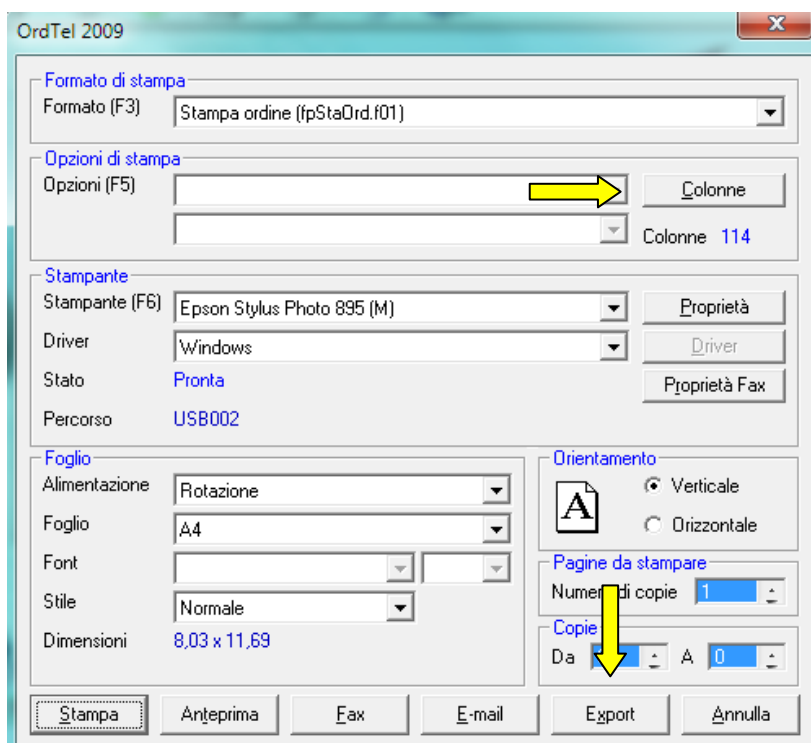 OrdTel 2009
Formato di stampa
Formato (F3) Stampa ordine (fpStaOrd.f01)
Opzioni di stampa
Opzioni (F5) Colonne
Colonne 114
Stampante
Stampante (F6) Epson Stylus Photo 895 (M) Proprietà
Driver Windows Driver
Stato Pronta Proprietà Fax
Percorso USB002
Foglio
Alimentazione Rotazione
Foglio A4
Font
Stile Normale
Dimensioni 8,03 x 11,69
Orientamento
A Verticale
Orizzontale
Pagine da stampare
di copie 1
Copie
Da A 0
Stampa Anteprima Fax E-mail Export Annulla